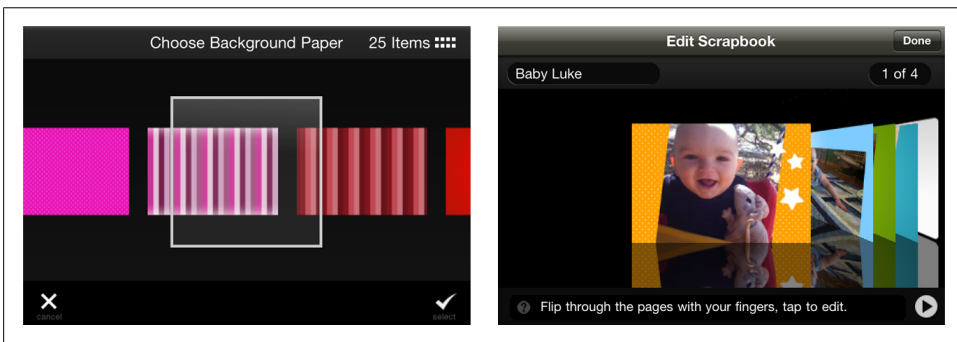 Choose Background Paper 25 Items
cancel
select
Edit Scrapbook Done
Baby Luke 1 of 4
? Flip through the pages with your fingers, tap to edit.